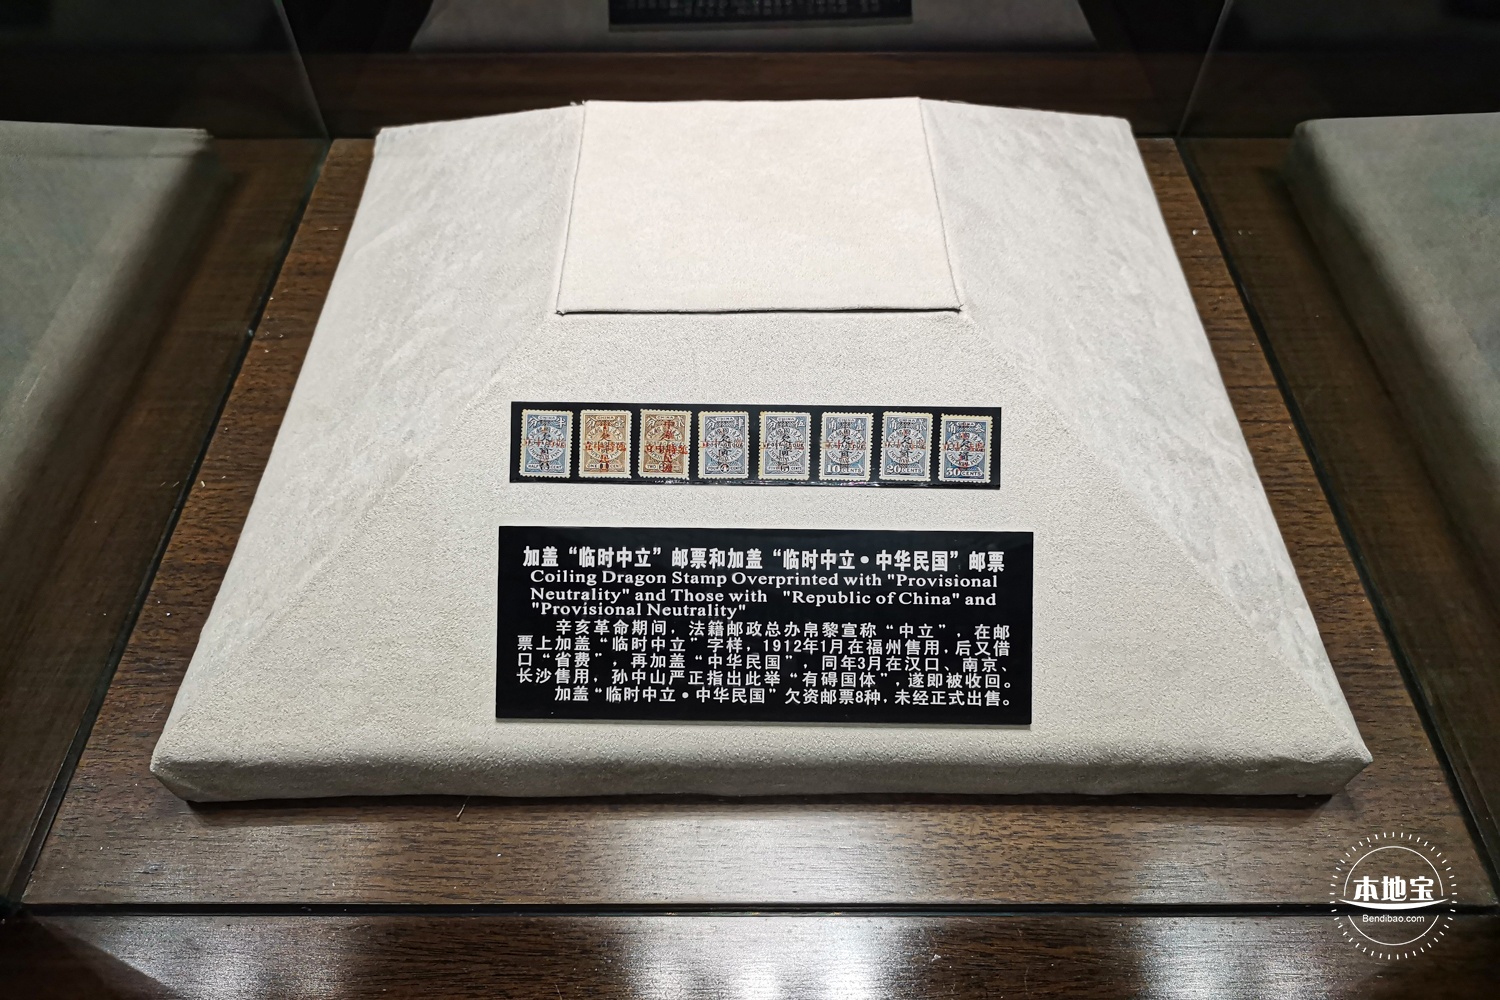 加盖“临时中立”邮票和加盖“临时中立•中华民国”邮票
Coiling Dragon Stamp Overprinted with "Provisional
Neutrality" and Those with "Republic of China" and
"Provisional Neutrality"
辛亥革命期间，法籍邮政总办帛黎宣称“中立”，在邮
票上加盖“临时中立”字样，1912年1月在福州售用，后又借
口“省费”，再加盖“中华民国”，同年3月在汉口、南京、
长沙售用，孙中山严正指出此举“有碍国体”，遂即被收回。
加盖“临时中立•中华民国”欠资邮票8种，未经正式出售。
本地宝
Bendibao.com